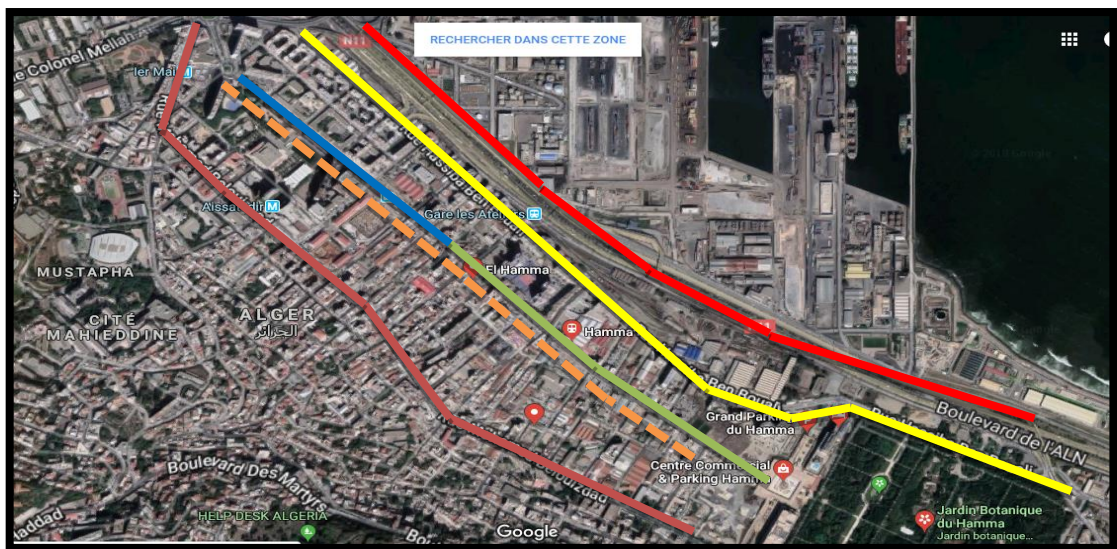 RECHERCHER DANS CETTE ZONE
N11
Colonel Mellah
1er Mai
Aïssat Idir
Gare les Ateliers
MUSTAPHA
El Hamma
CITÉ
MAHIEDDINE
ALGER
الجزائر
Hamma
Grand Parking
du Hamma
Boulevard de l'ALN
Centre Commercial
& Parking Hamma
Boulevard Des Martyrs
HELP DESK ALGERIA
Google
Jardin Botanique
du Hamma
Jardin botanique...